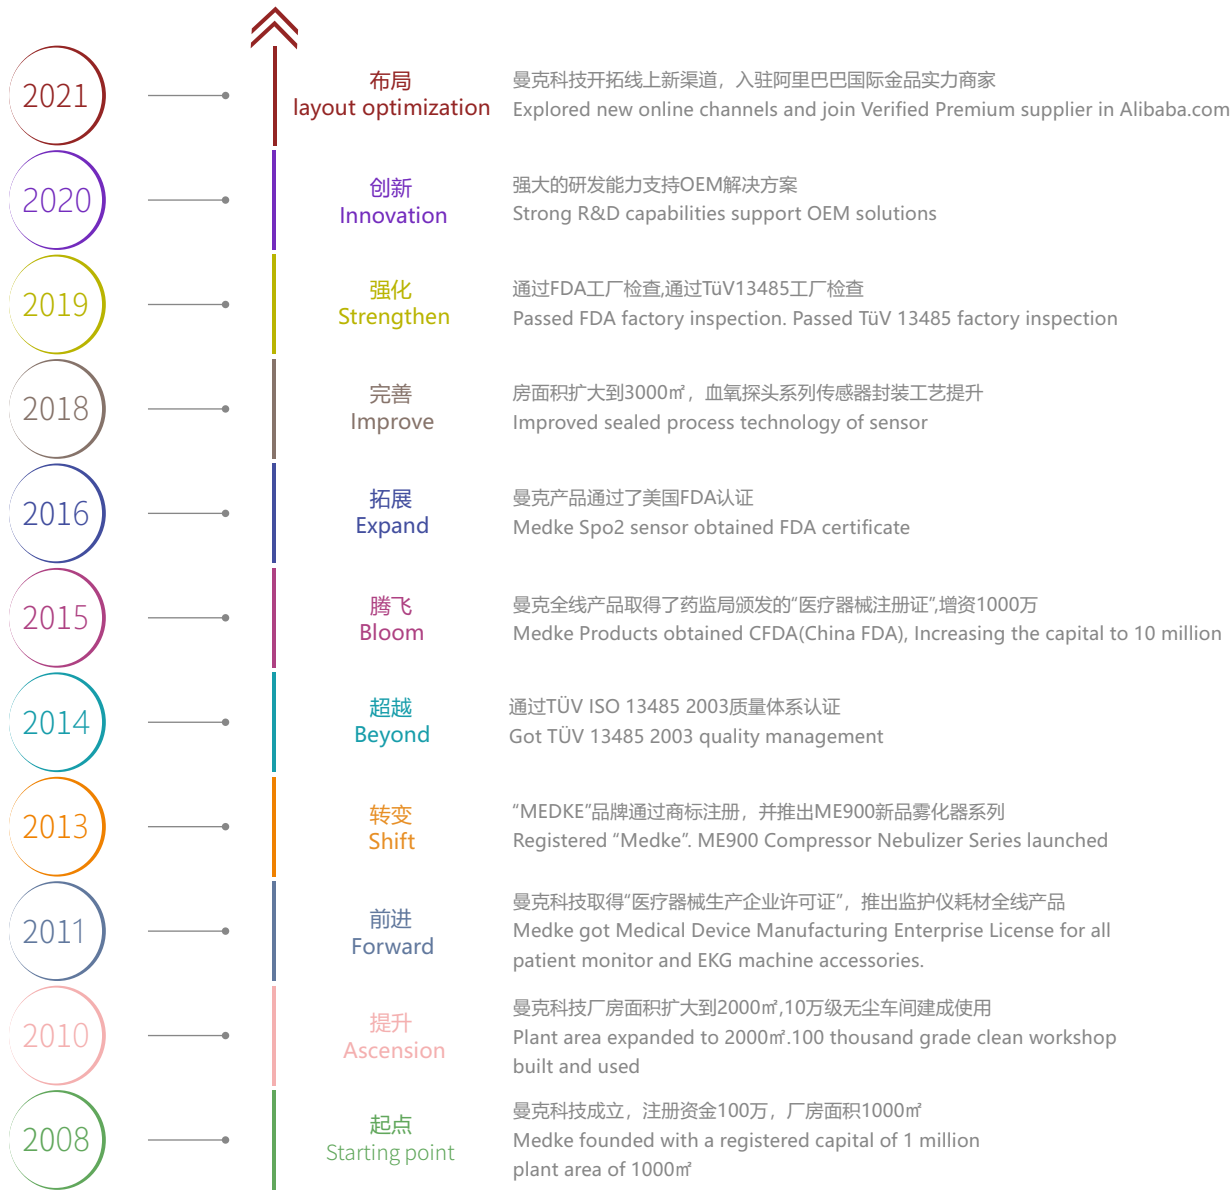 2021
布局
layout optimization
曼克科技开拓线上新渠道，入驻阿里巴巴国际金品实力商家
Explored new online channels and join Verified Premium supplier in Alibaba.com
2020
创新
Innovation
强大的研发能力支持OEM解决方案
Strong R&D capabilities support OEM solutions
2019
强化
Strengthen
通过FDA工厂检查,通过TüV13485工厂检查
Passed FDA factory inspection. Passed TüV 13485 factory inspection
2018
完善
Improve
房面积扩大到3000㎡，血氧探头系列传感器封装工艺提升
Improved sealed process technology of sensor
2016
拓展
Expand
曼克产品通过了美国FDA认证
Medke Spo2 sensor obtained FDA certificate
2015
腾飞
Bloom
曼克全线产品取得了药监局颁发的“医疗器械注册证”,增资1000万
Medke Products obtained CFDA(China FDA), Increasing the capital to 10 million
2014
超越
Beyond
通过TÜV ISO 13485 2003质量体系认证
Got TÜV 13485 2003 quality management
2013
转变
Shift
“MEDKE”品牌通过商标注册，并推出ME900新品雾化器系列
Registered “Medke”. ME900 Compressor Nebulizer Series launched
2011
前进
Forward
曼克科技取得“医疗器械生产企业许可证”，推出监护仪耗材全线产品
Medke got Medical Device Manufacturing Enterprise License for all
patient monitor and EKG machine accessories.
2010
提升
Ascension
曼克科技厂房面积扩大到2000㎡,10万级无尘车间建成使用
Plant area expanded to 2000㎡.100 thousand grade clean workshop
built and used
2008
起点
Starting point
曼克科技成立，注册资金100万，厂房面积1000㎡
Medke founded with a registered capital of 1 million
plant area of 1000㎡